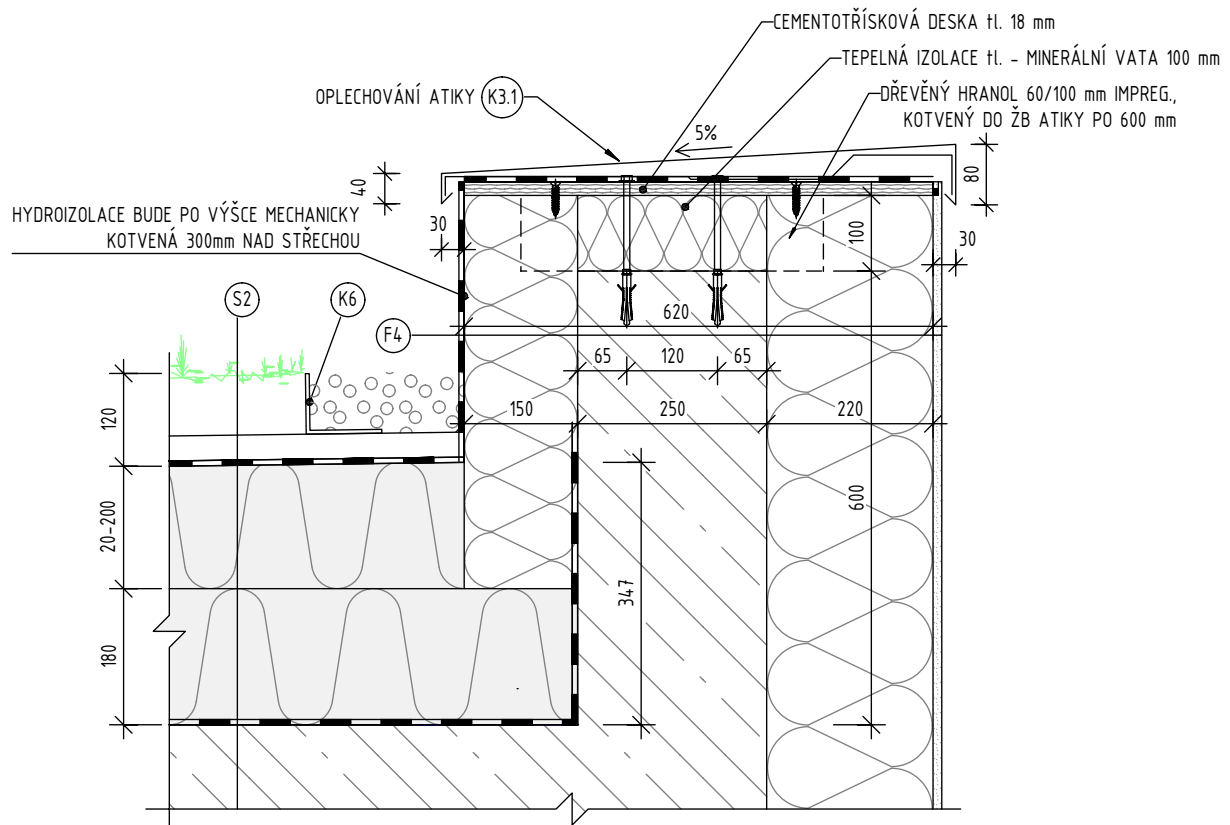 CEMENTOTŘÍSKOVÁ DESKA tl. 18 mm
TEPELNÁ IZOLACE tl. - MINERÁLNÍ VATA 100 mm
OPLECHOVÁNÍ ATIKY K3.1
DŘEVĚNÝ HRANOL 60/100 mm IMPREG.,
KOTVENÝ DO ŽB ATIKY PO 600 mm
5%
80
40
HYDROIZOLACE BUDE PO VÝŠCE MECHANICKY
KOTVENÁ 300mm NAD STŘECHOU
30
100
30
S2
K6
F4
620
65
120
65
120
150
250
220
600
20-200
347
180